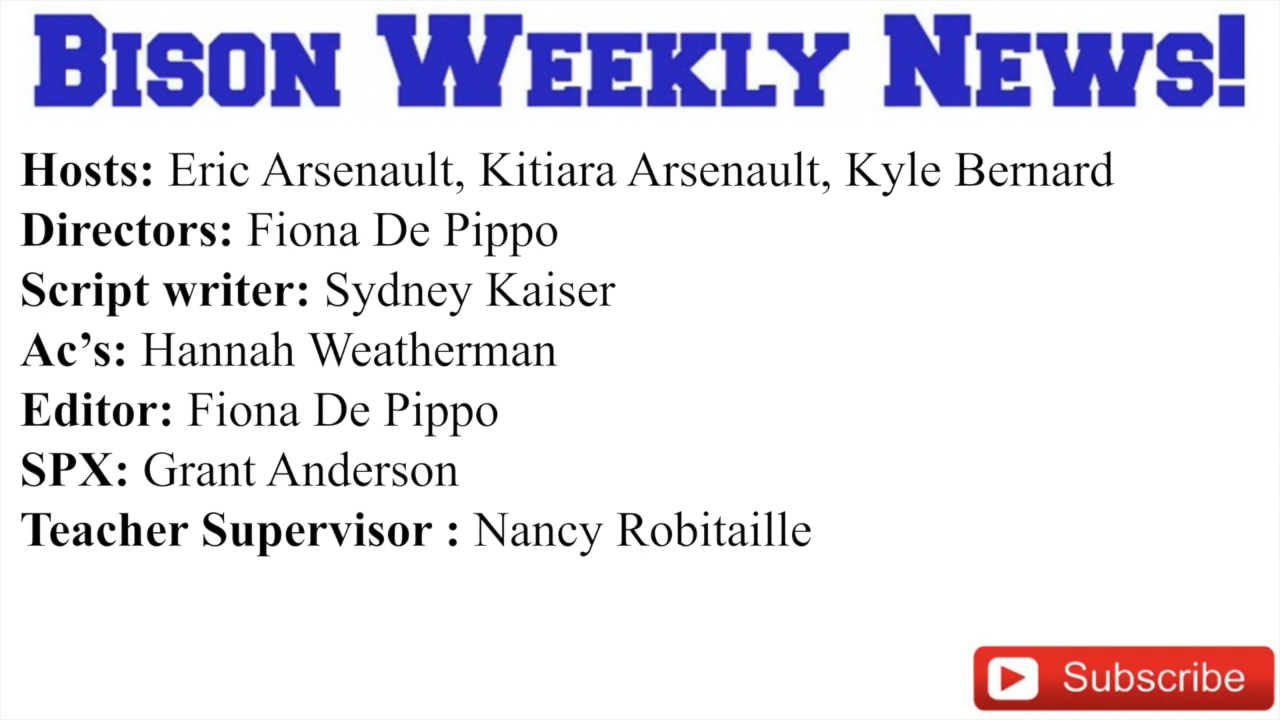 BISON WEEKLY NEWS!
Hosts: Eric Arsenault, Kitiara Arsenault, Kyle Bernard
Directors: Fiona De Pippo
Script writer: Sydney Kaiser
Ac’s: Hannah Weatherman
Editor: Fiona De Pippo
SPX: Grant Anderson
Teacher Supervisor : Nancy Robitaille
Subscribe